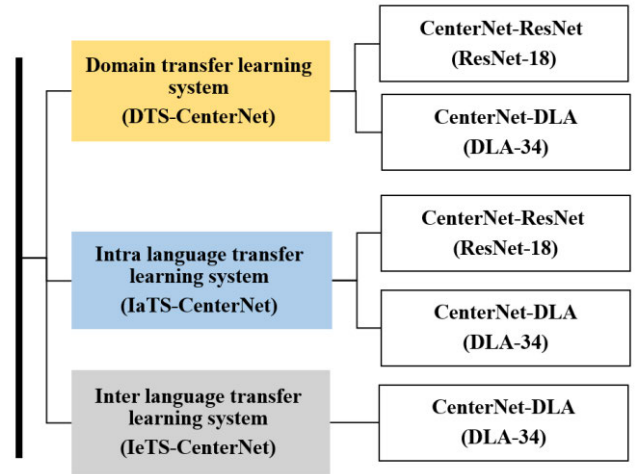 Domain transfer learning
system
(DTS-CenterNet)
CenterNet-ResNet
(ResNet-18)
CenterNet-DLA
(DLA-34)
Intra language transfer
learning system
(IaTS-CenterNet)
CenterNet-ResNet
(ResNet-18)
CenterNet-DLA
(DLA-34)
Inter language transfer
learning system
(IeTS-CenterNet)
CenterNet-DLA
(DLA-34)